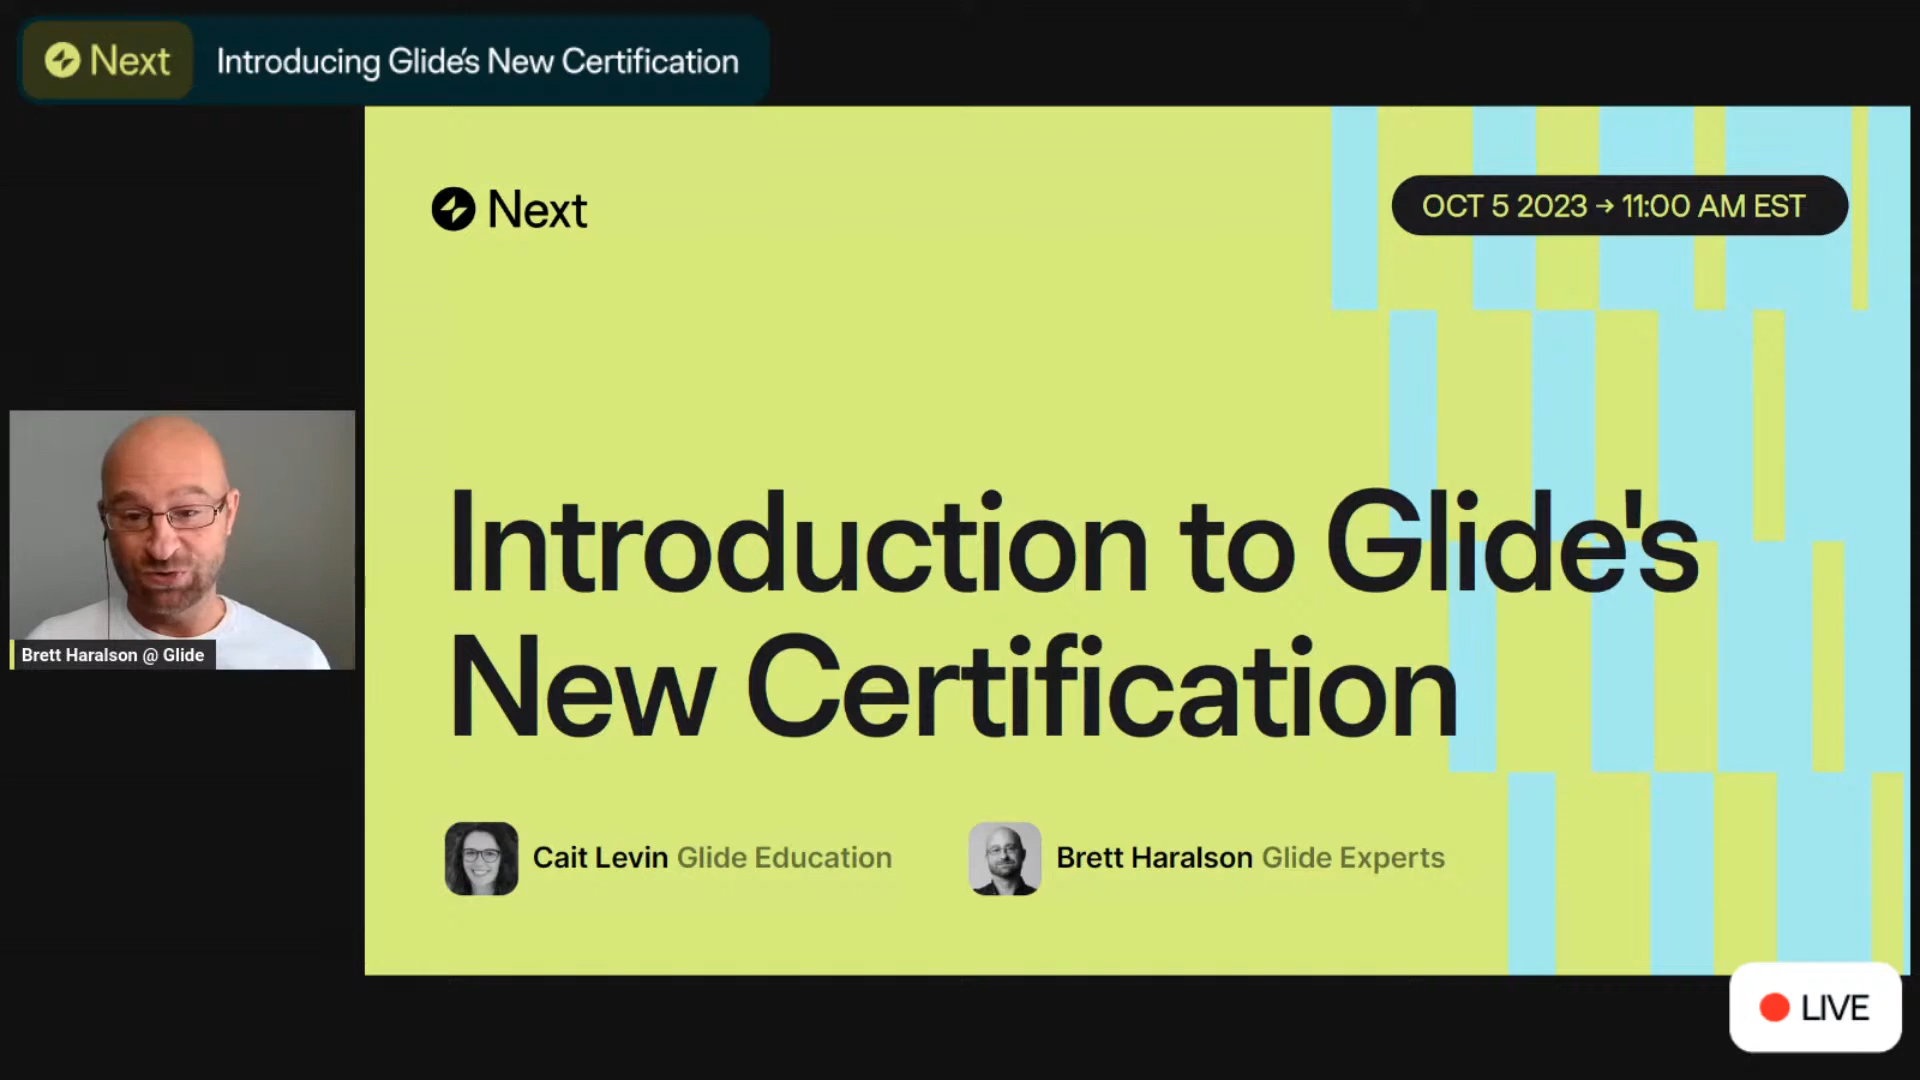 Next
Introducing Glide's New Certification
Next
OCT 5 2023 → 11:00 AM EST
Introduction to Glide's
New Certification
Brett Haralson @ Glide
Cait Levin Glide Education
Brett Haralson Glide Experts
LIVE